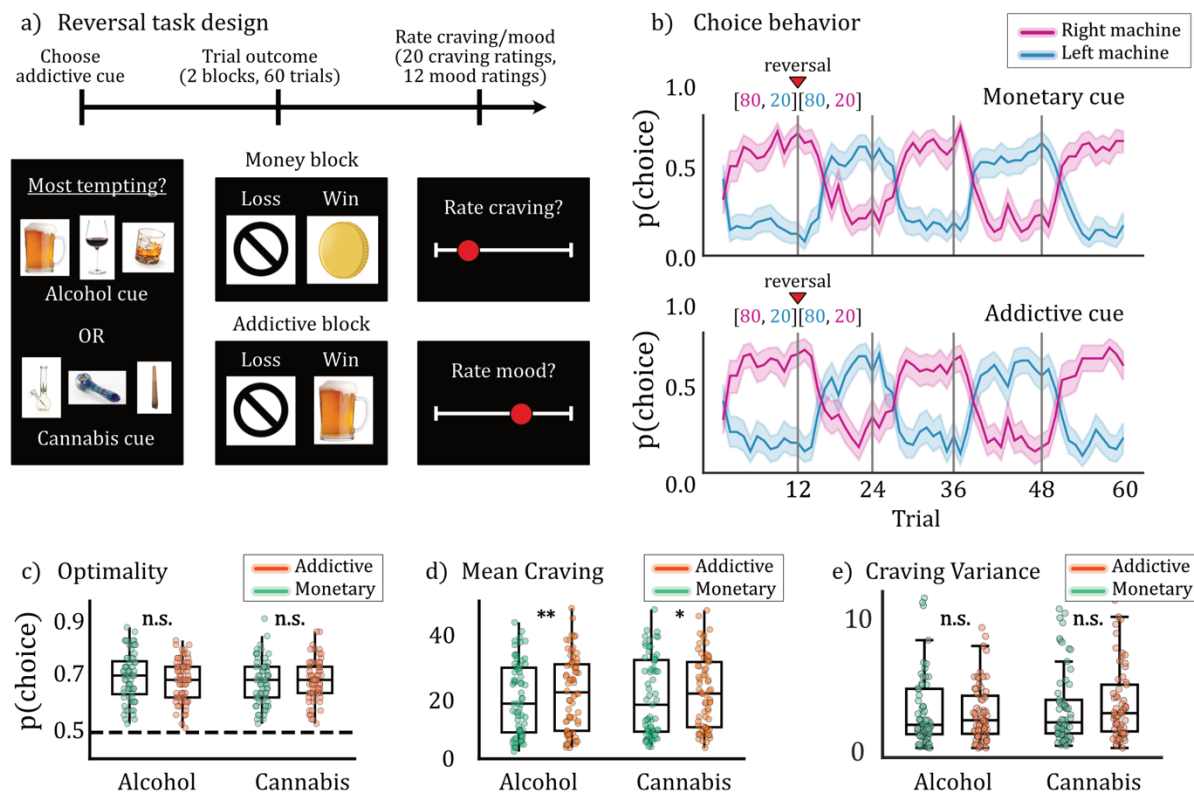 a) Reversal task design
Choose
addictive cue
Trial outcome
(2 blocks, 60 trials)
Rate craving/mood
(20 craving ratings,
12 mood ratings)
Most tempting?
Alcohol cue
OR
Cannabis cue
Money block
Loss Win
Addictive block
Loss Win
Rate craving?
Rate mood?
b) Choice behavior
Right machine
Left machine
reversal
[80, 20][80, 20]
Monetary cue
p(choice)
1.0
0.5
0.0
reversal
[80, 20][80, 20]
Addictive cue
p(choice)
1.0
0.5
0.0
12 24 36 48 60
Trial
c) Optimality
Addictive
Monetary
p(choice)
0.9
0.7
0.5
n.s. n.s.
Alcohol Cannabis
d) Mean Craving
Addictive
Monetary
40
20
0
** *
Alcohol Cannabis
e) Craving Variance
Addictive
Monetary
10
0
n.s. n.s.
Alcohol Cannabis